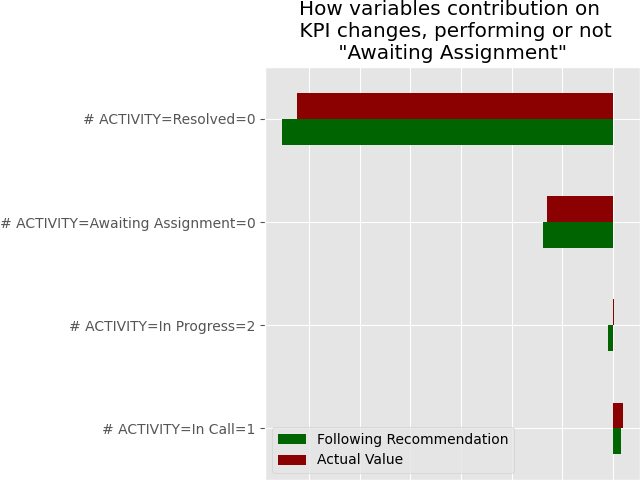 How variables contribution on
KPI changes, performing or not
"Awaiting Assignment"
# ACTIVITY=Resolved=0
# ACTIVITY=Awaiting Assignment=0
# ACTIVITY=In Progress=2
# ACTIVITY=In Call=1
Following Recommendation
Actual Value